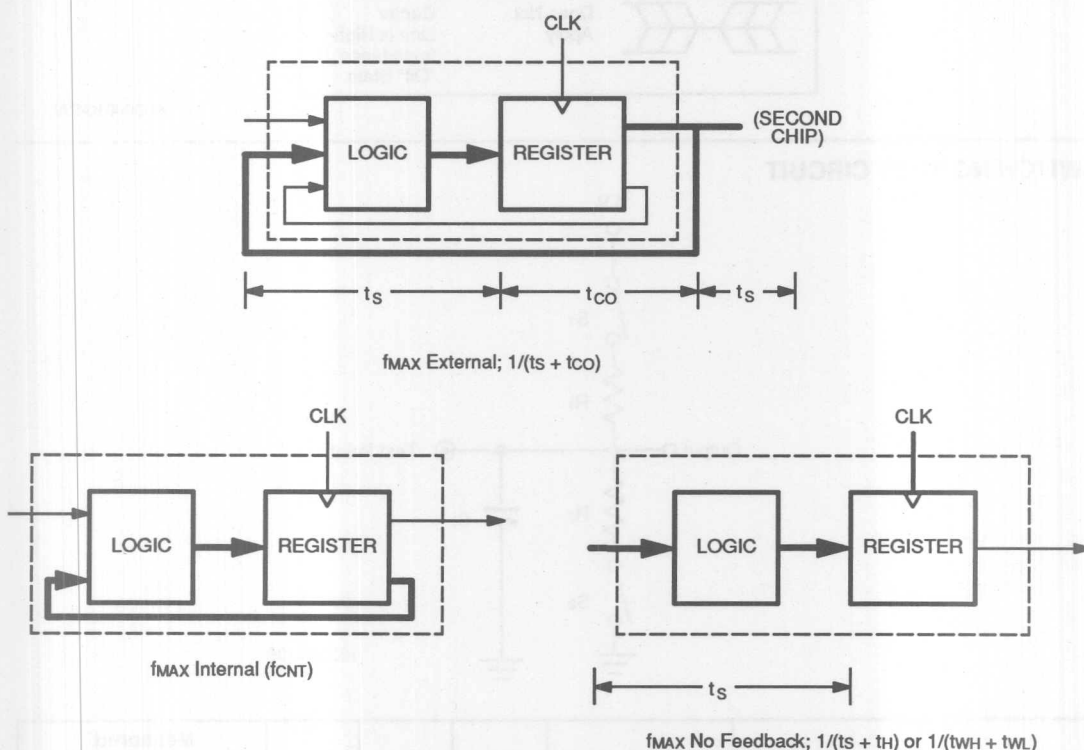 CLK
(SECOND
CHIP)
LOGIC
REGISTER
tS
tCO
tS
fMAX External; 1/(tS + tCO)
CLK
LOGIC
REGISTER
fMAX Internal (fCNT)
CLK
LOGIC
REGISTER
tS
fMAX No Feedback; 1/(tS + tH) or 1/(tWH + tWL)